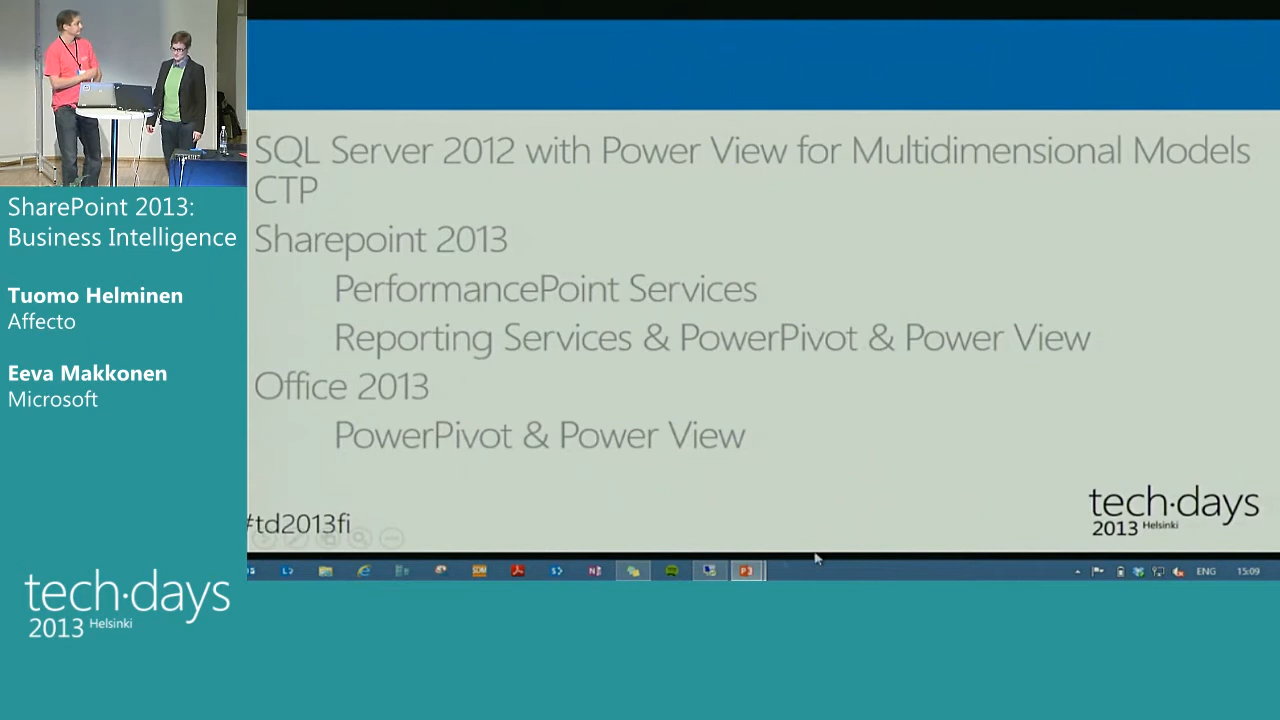 SharePoint 2013:
Business Intelligence
Tuomo Helminen
Affecto
Eeva Makkonen
Microsoft
tech·days
2013 Helsinki
SQL Server 2012 with Power View for Multidimensional Models
CTP
Sharepoint 2013
PerformancePoint Services
Reporting Services & PowerPivot & Power View
Office 2013
PowerPivot & Power View
#td2013fi
tech·days
2013 Helsinki
ENG
15:09